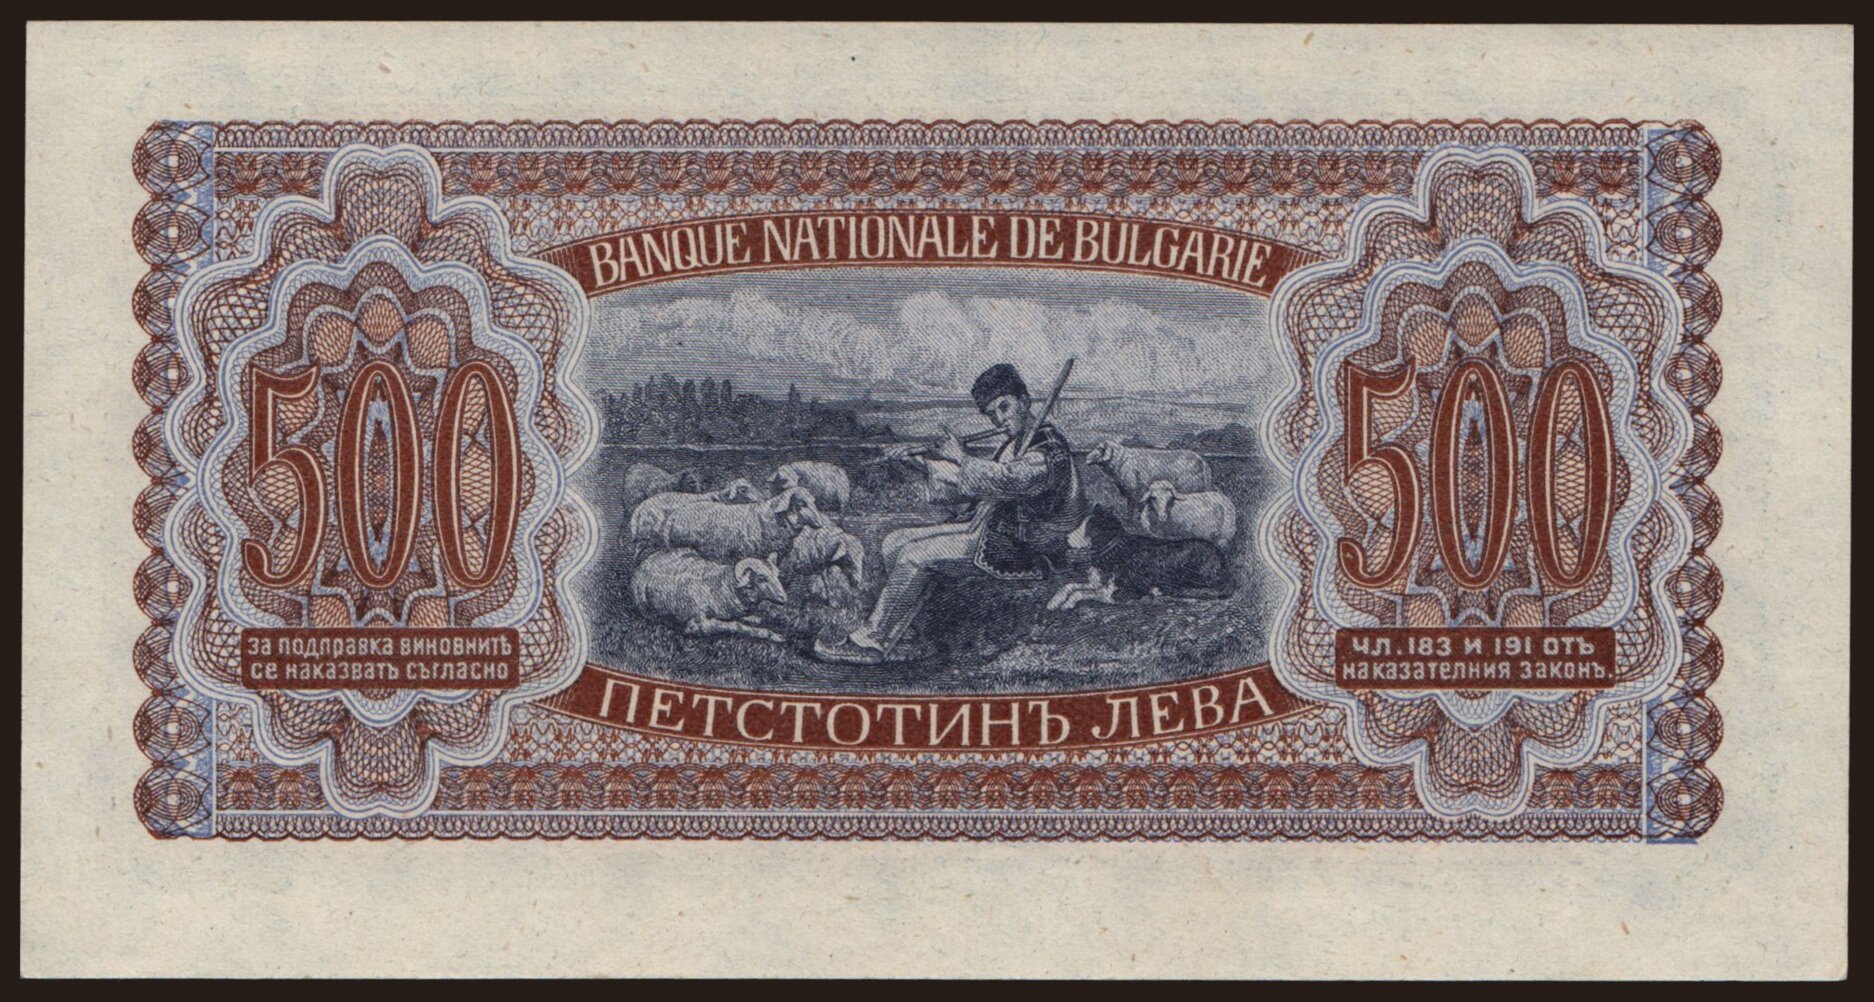 BANQUE NATIONALE DE BULGARIE
500
500
за подправка виновнитѣ
се наказватъ съгласно
чл. 183 и 191 отъ
наказателния законъ.
ПЕТСТОТИНЪ ЛЕВА